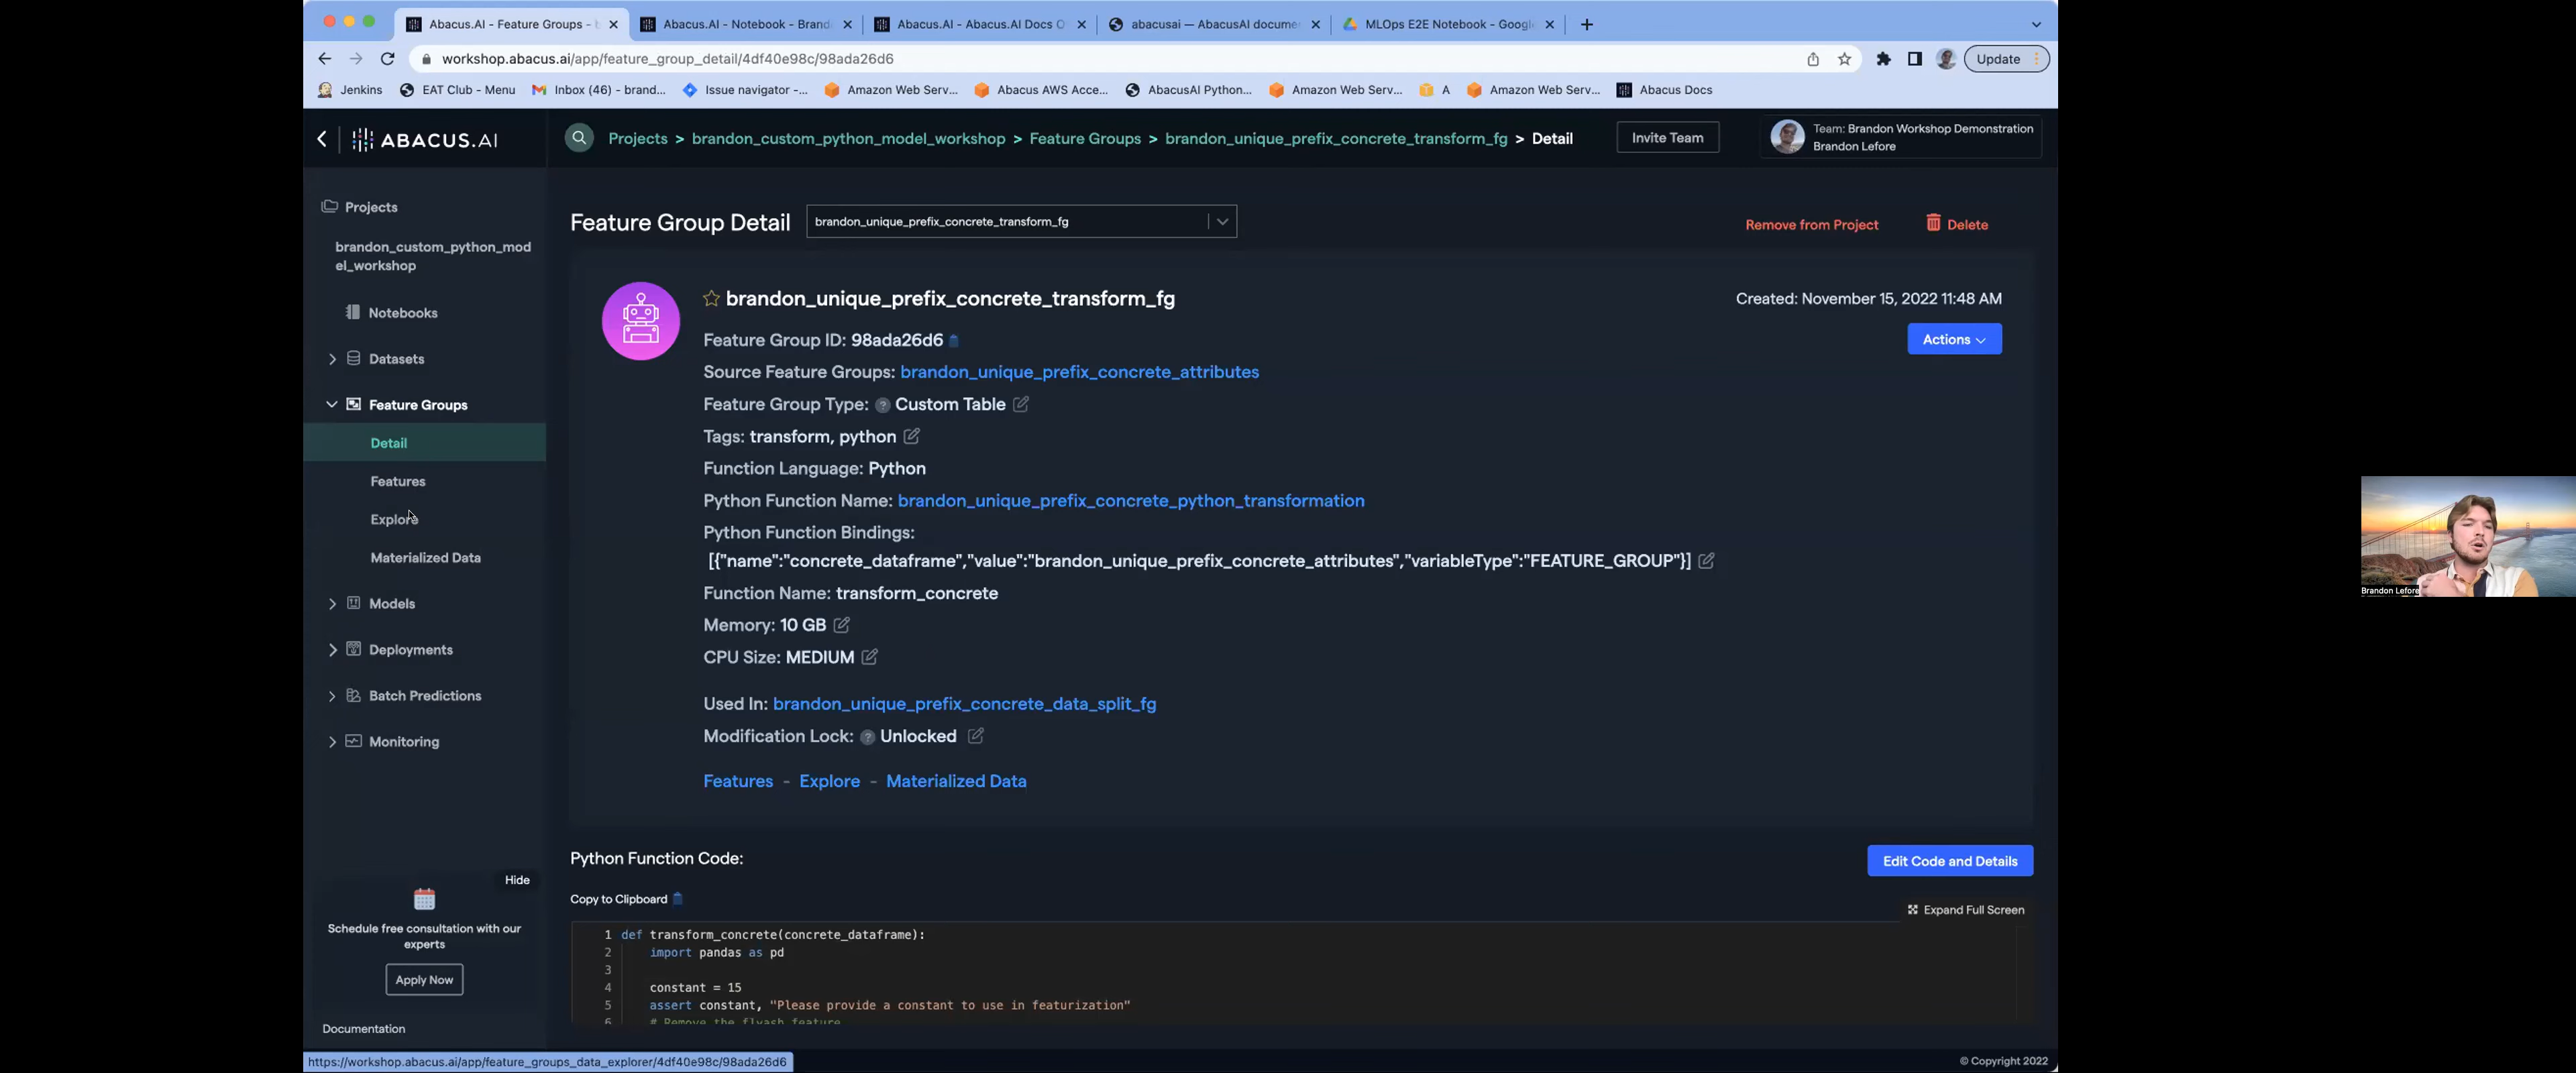 Abacus.AI - Feature Groups - b
Abacus.AI - Notebook - Brand
Abacus.AI - Abacus.AI Docs O
abacusai — AbacusAI docume
MLOps E2E Notebook - Google
workshop.abacus.ai/app/feature_group_detail/4df40e98c/98ada26d6
Update
Jenkins
EAT Club - Menu
Inbox (46) - brand...
Issue navigator -...
Amazon Web Serv...
Abacus AWS Acce...
AbacusAI Python...
Amazon Web Serv...
A
Amazon Web Serv...
Abacus Docs
ABACUS.AI
Projects > brandon_custom_python_model_workshop > Feature Groups > brandon_unique_prefix_concrete_transform_fg > Detail
Invite Team
Team: Brandon Workshop Demonstration
Brandon Lefore
Projects
brandon_custom_python_mod
el_workshop
Notebooks
Datasets
Feature Groups
Detail
Features
Explore
Materialized Data
Models
Deployments
Batch Predictions
Monitoring
Hide
Schedule free consultation with our
experts
Apply Now
Documentation
Feature Group Detail
brandon_unique_prefix_concrete_transform_fg
Remove from Project
Delete
brandon_unique_prefix_concrete_transform_fg
Created: November 15, 2022 11:48 AM
Actions
Feature Group ID: 98ada26d6
Source Feature Groups: brandon_unique_prefix_concrete_attributes
Feature Group Type: ? Custom Table
Tags: transform, python
Function Language: Python
Python Function Name: brandon_unique_prefix_concrete_python_transformation
Python Function Bindings:
[{"name":"concrete_dataframe","value":"brandon_unique_prefix_concrete_attributes","variableType":"FEATURE_GROUP"}]
Function Name: transform_concrete
Memory: 10 GB
CPU Size: MEDIUM
Used In: brandon_unique_prefix_concrete_data_split_fg
Modification Lock: ? Unlocked
Features - Explore - Materialized Data
Python Function Code:
Edit Code and Details
Copy to Clipboard
Expand Full Screen
1 def transform_concrete(concrete_dataframe):
2 import pandas as pd
3
4 constant = 15
5 assert constant, "Please provide a constant to use in featurization"
6 # Remove the flyash feature
https://workshop.abacus.ai/app/feature_groups_data_explorer/4df40e98c/98ada26d6
© Copyright 2022
Brandon Lefore